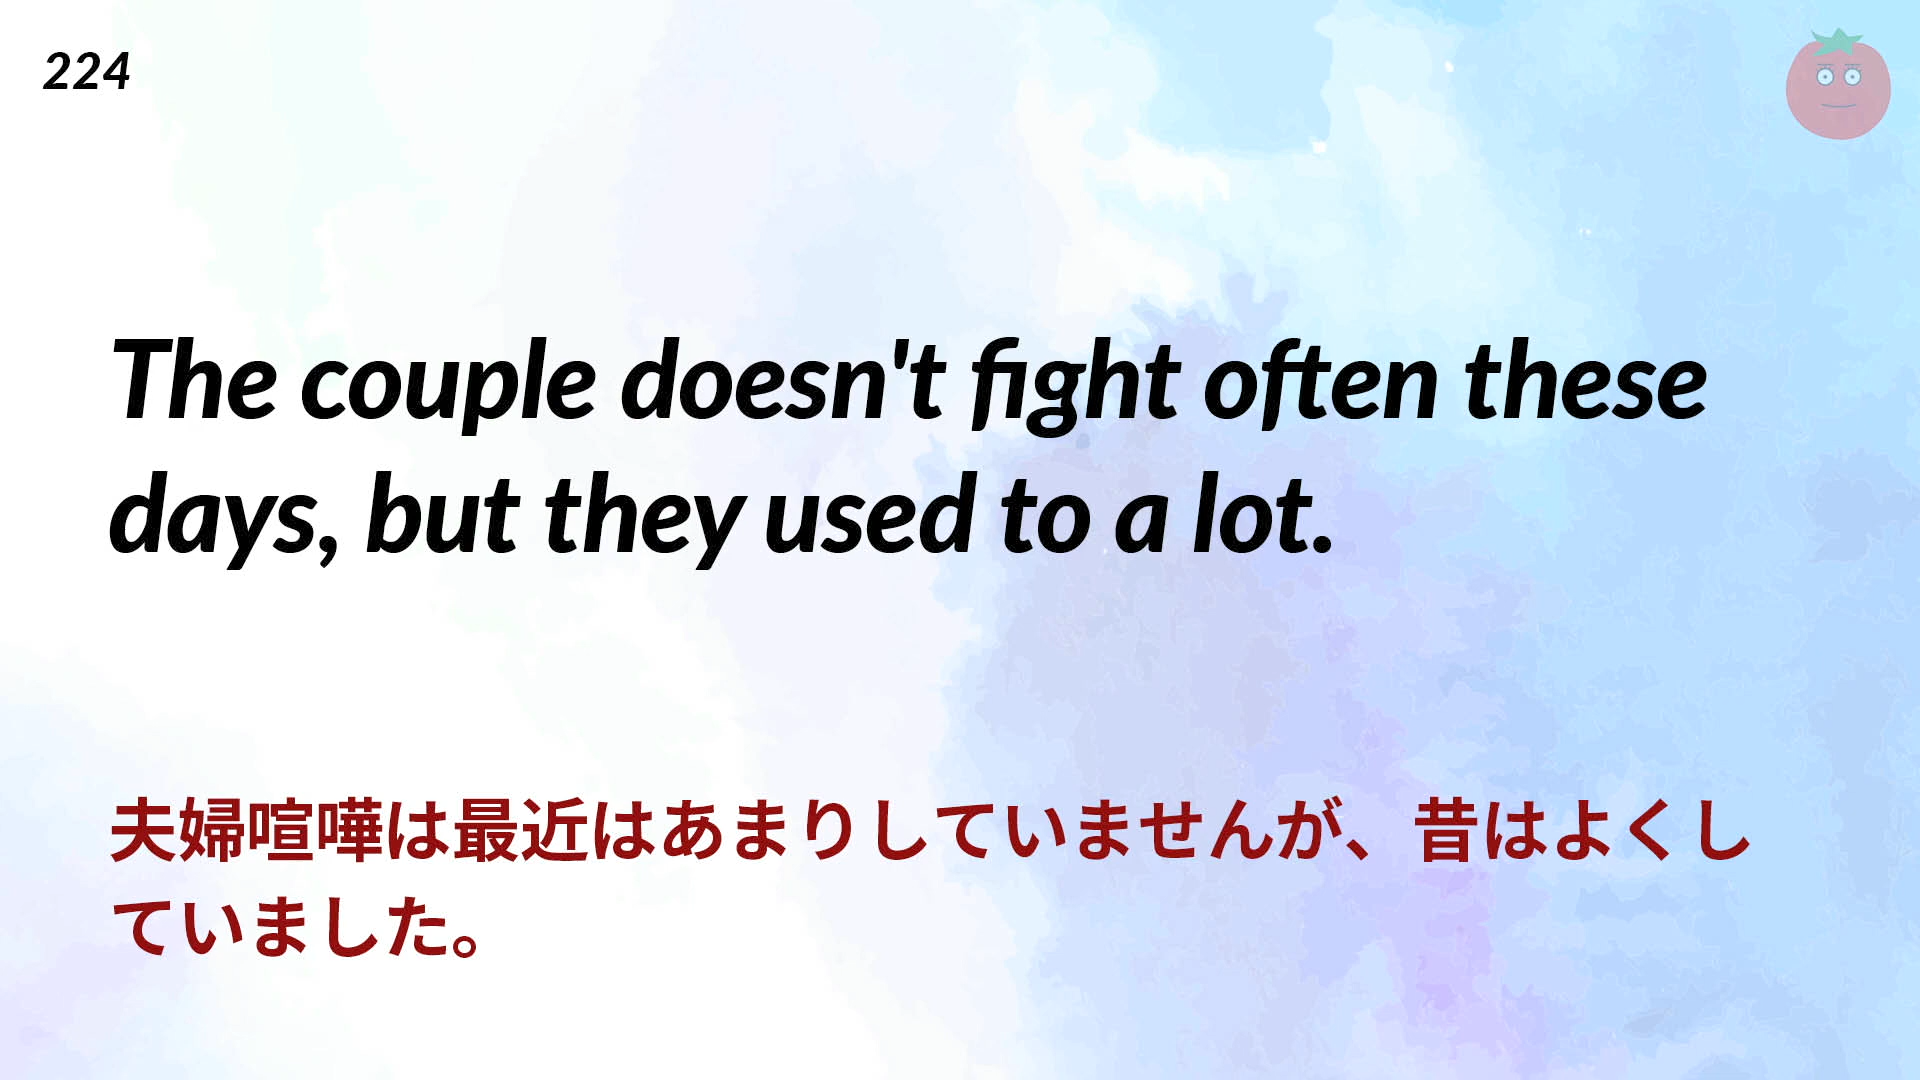 224
The couple doesn't fight often these
days, but they used to a lot.
夫婦喧嘩は最近はあまりしていませんが、昔はよくし
ていました。